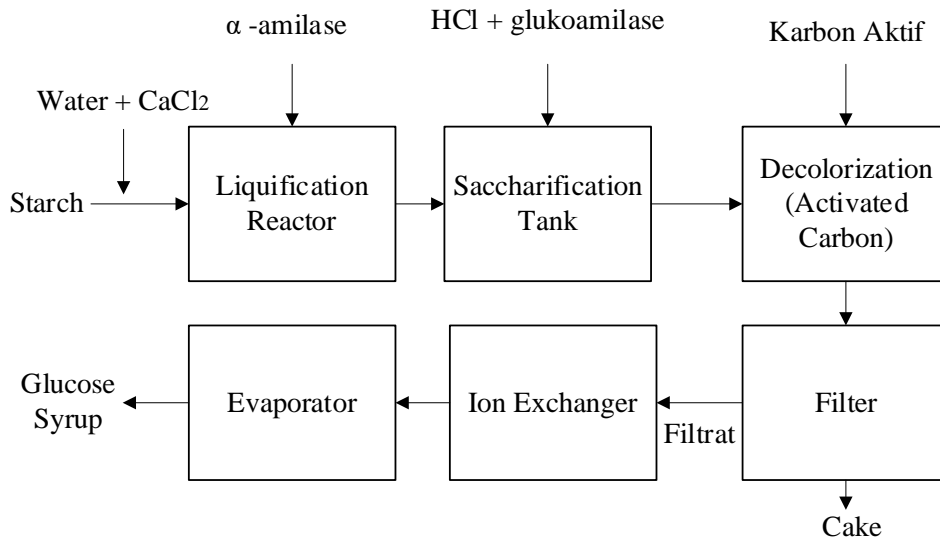 α -amilase
HCl + glukoamilase
Karbon Aktif
Water + CaCl2
Starch
Liquification
Reactor
Saccharification
Tank
Decolorization
(Activated
Carbon)
Glucose
Syrup
Evaporator
Ion Exchanger
Filtrat
Filter
Cake